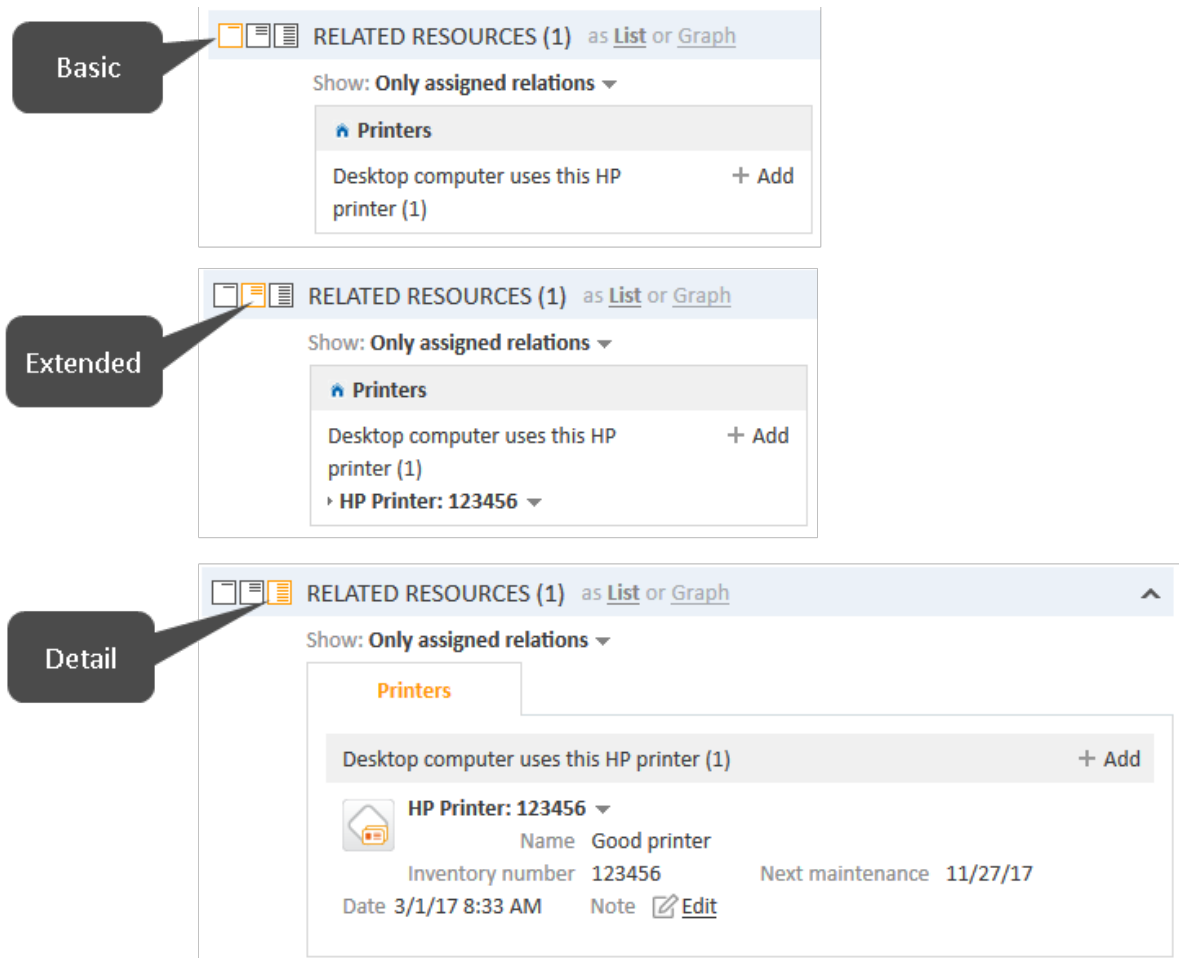 Basic
RELATED RESOURCES (1) as List or Graph
Show: Only assigned relations
Printers
Desktop computer uses this HP + Add
printer (1)
Extended
RELATED RESOURCES (1) as List or Graph
Show: Only assigned relations
Printers
Desktop computer uses this HP + Add
printer (1)
HP Printer: 123456
Detail
RELATED RESOURCES (1) as List or Graph
Show: Only assigned relations
Printers
Desktop computer uses this HP printer (1) + Add
HP Printer: 123456
Name Good printer
Inventory number 123456 Next maintenance 11/27/17
Date 3/1/17 8:33 AM Note Edit